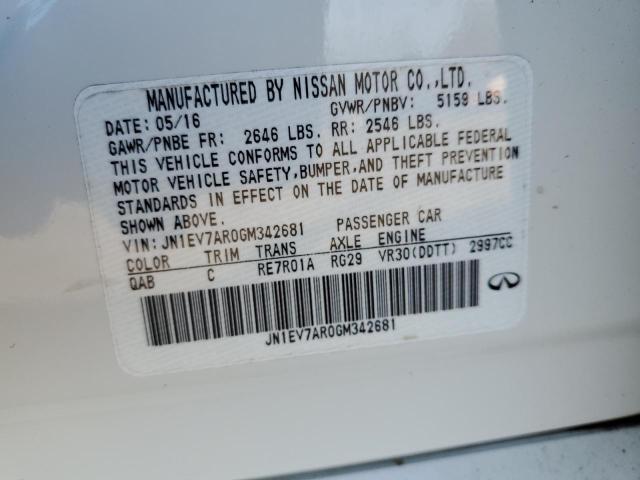 MANUFACTURED BY NISSAN MOTOR CO.,LTD.
DATE: 05/16 GVWR/PNBV: 5159 LBS.
GAWR/PNBE FR: 2646 LBS. RR: 2546 LBS.
THIS VEHICLE CONFORMS TO ALL APPLICABLE FEDERAL
MOTOR VEHICLE SAFETY,BUMPER,AND THEFT PREVENTION
STANDARDS IN EFFECT ON THE DATE OF MANUFACTURE
SHOWN ABOVE.
VIN: JN1EV7AR0GM342681 PASSENGER CAR
COLOR TRIM TRANS AXLE ENGINE
QAB C RE7R01A RG29 VR30(DDTT) 2997CC
JN1EV7AR0GM342681